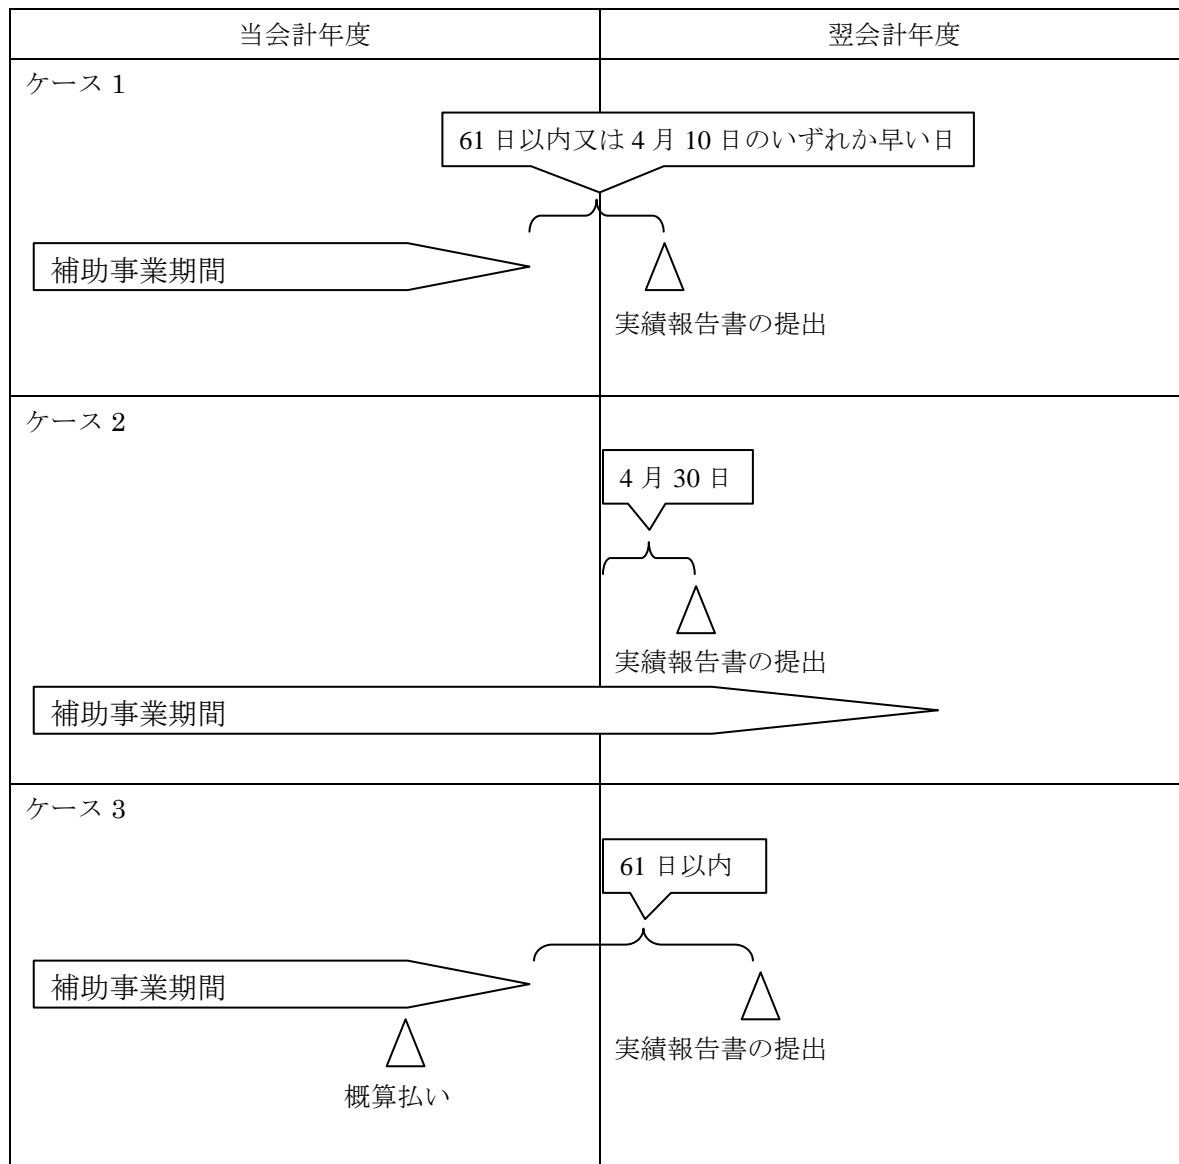 当会計年度
翌会計年度
ケース 1
61 日以内又は 4 月 10 日のいずれか早い日
補助事業期間
実績報告書の提出
ケース 2
4 月 30 日
実績報告書の提出
補助事業期間
ケース 3
61 日以内
補助事業期間
実績報告書の提出
概算払い